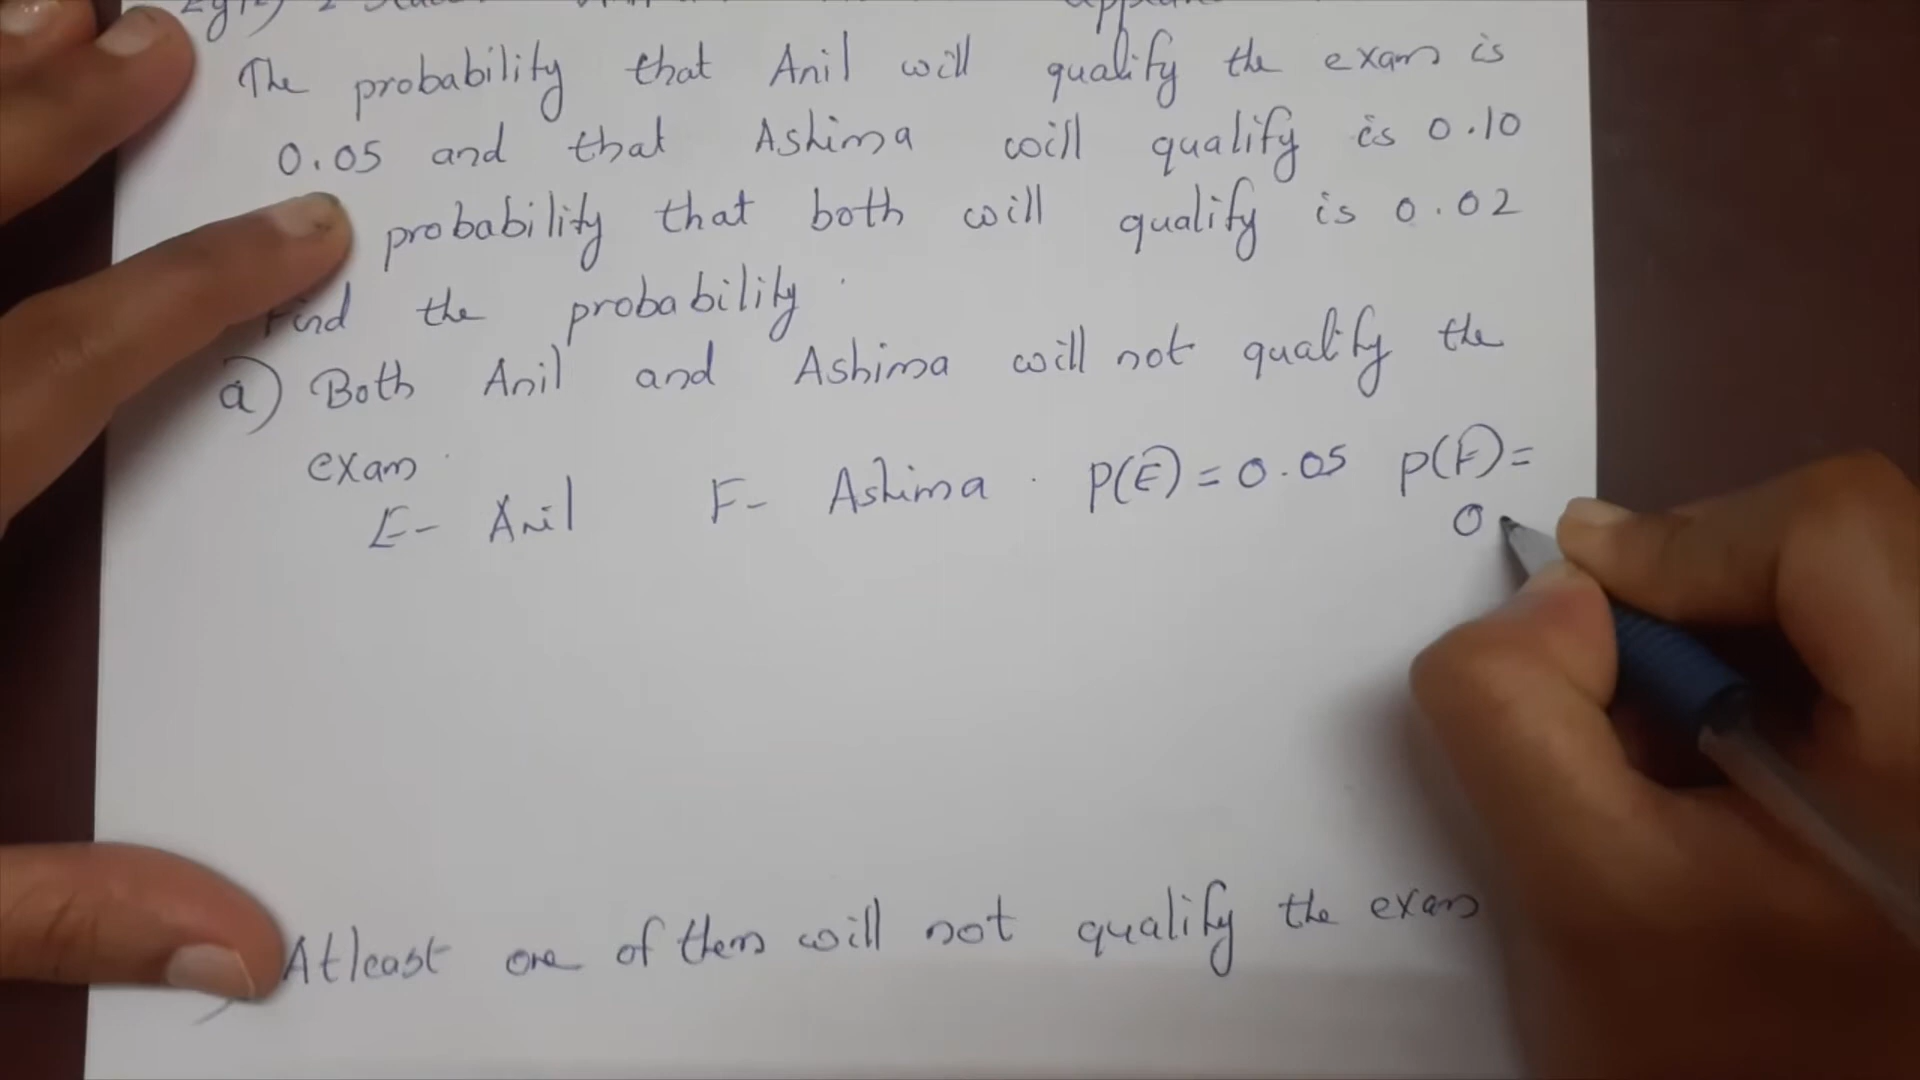 The probability that Anil will qualify the exam is
0.05 and that Ashima will qualify is 0.10
probability that both will qualify is 0.02
Find the probability
a) Both Anil and Ashima will not qualify the
exam
E- Anil F- Ashima P(E) = 0.05 P(F) =
0
Atleast one of them will not qualify the exam